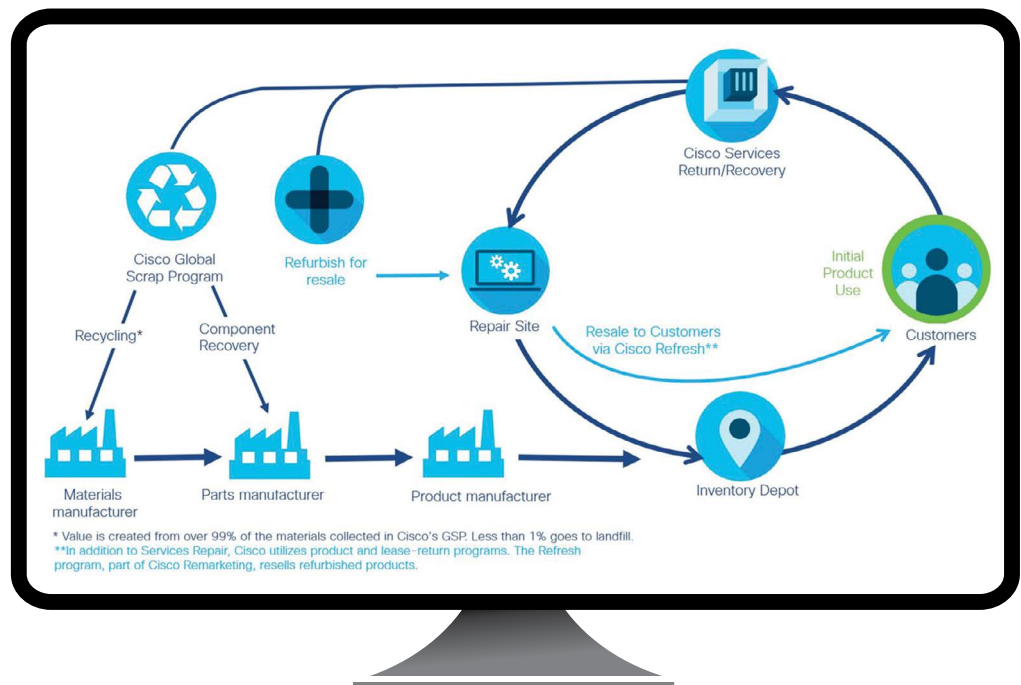 Cisco Services
Return/Recovery
Cisco Global
Scrap Program
Refurbish for
resale
Initial
Product
Use
Repair Site
Customers
Recycling*
Component
Recovery
Resale to Customers
via Cisco Refresh**
Materials
manufacturer
Parts manufacturer
Product manufacturer
Inventory Depot
* Value is created from over 99% of the materials collected in Cisco's GSP. Less than 1% goes to landfill.
**In addition to Services Repair, Cisco utilizes product and lease-return programs. The Refresh
program, part of Cisco Remarketing, resells refurbished products.